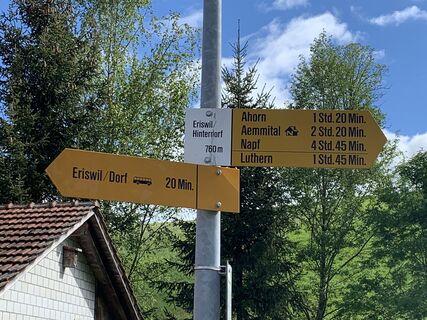 Eriswil/
Hinterdorf
760 m
Ahorn 1 Std. 20 Min.
Aemmital 2 Std. 20 Min.
Napf 4 Std. 45 Min.
Luthern 1 Std. 45 Min.
Eriswil/Dorf 20 Min.